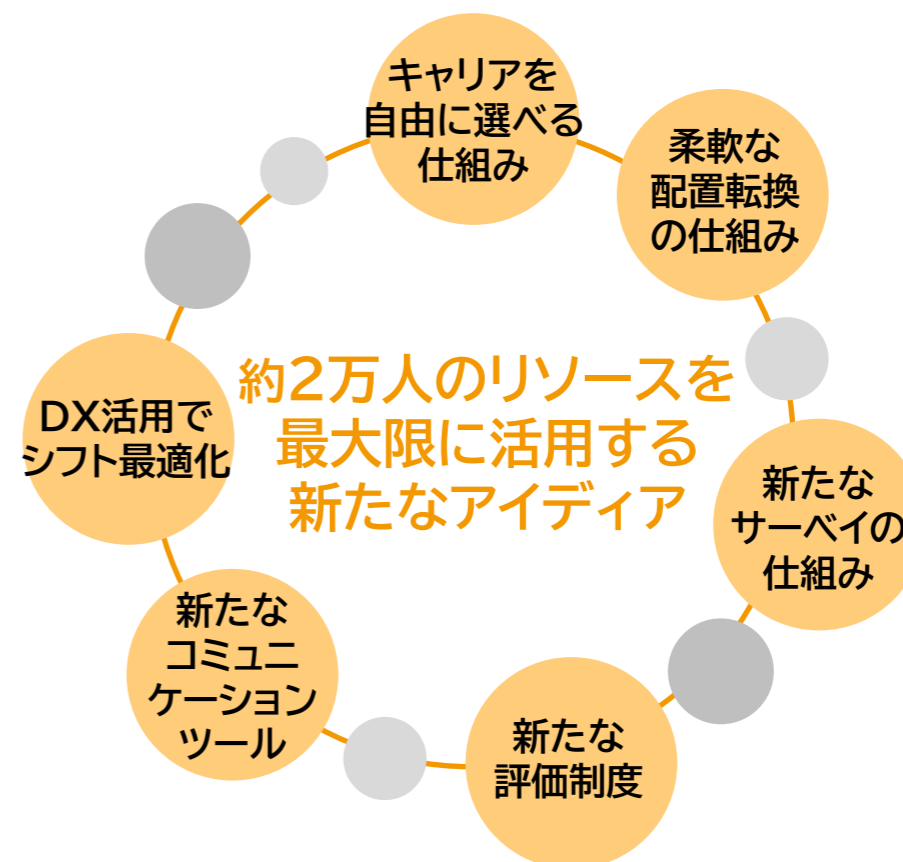 キャリアを
自由に選べる
仕組み
柔軟な
配置転換
の仕組み
約2万人のリソースを
最大限に活用する
新たなアイディア
DX活用で
シフト最適化
新たな
サーベイの
仕組み
新たな
コミュニ
ケーション
ツール
新たな
評価制度